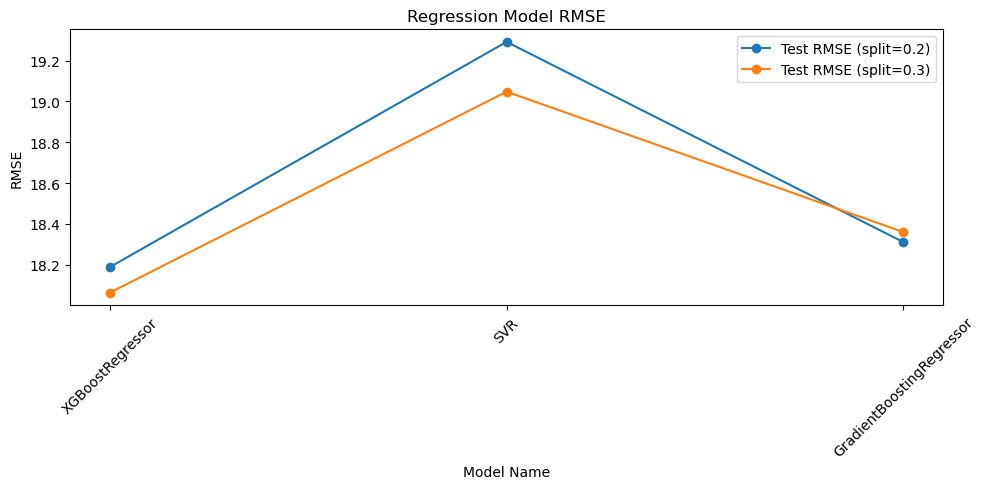 Regression Model RMSE
Test RMSE (split=0.2)
Test RMSE (split=0.3)
19.2
19.0
18.8
18.6
18.4
18.2
RMSE
XGBoostRegressor
SVR
GradientBoostingRegressor
Model Name